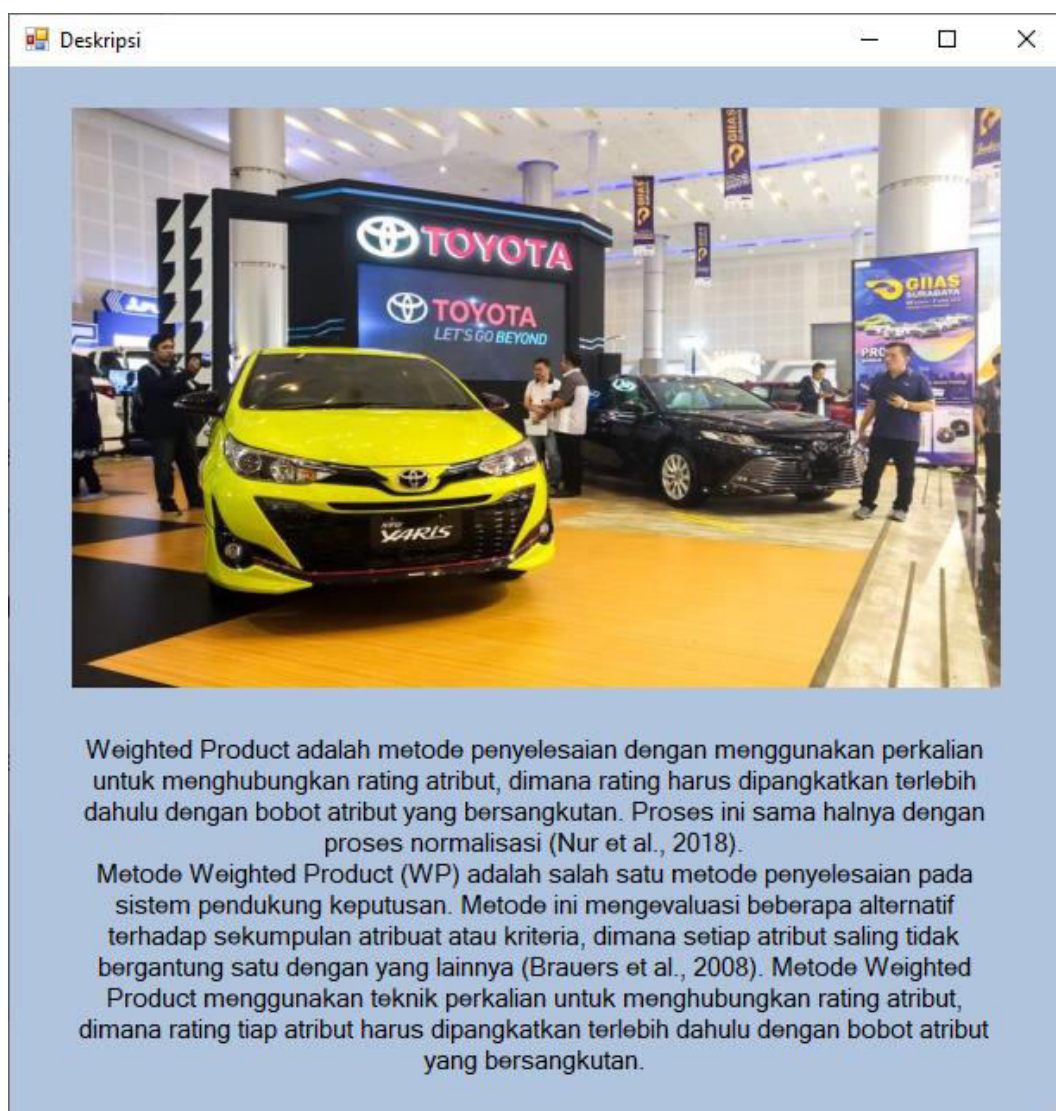 Deskripsi
TOYOTA
TOYOTA
LET'S GO BEYOND
GIIAS
SURABAYA
YARIS
Weighted Product adalah metode penyelesaian dengan menggunakan perkalian
untuk menghubungkan rating atribut, dimana rating harus dipangkatkan terlebih
dahulu dengan bobot atribut yang bersangkutan. Proses ini sama halnya dengan
proses normalisasi (Nur et al., 2018).
Metode Weighted Product (WP) adalah salah satu metode penyelesaian pada
sistem pendukung keputusan. Metode ini mengevaluasi beberapa alternatif
terhadap sekumpulan atribuat atau kriteria, dimana setiap atribut saling tidak
bergantung satu dengan yang lainnya (Brauers et al., 2008). Metode Weighted
Product menggunakan teknik perkalian untuk menghubungkan rating atribut,
dimana rating tiap atribut harus dipangkatkan terlebih dahulu dengan bobot atribut
yang bersangkutan.